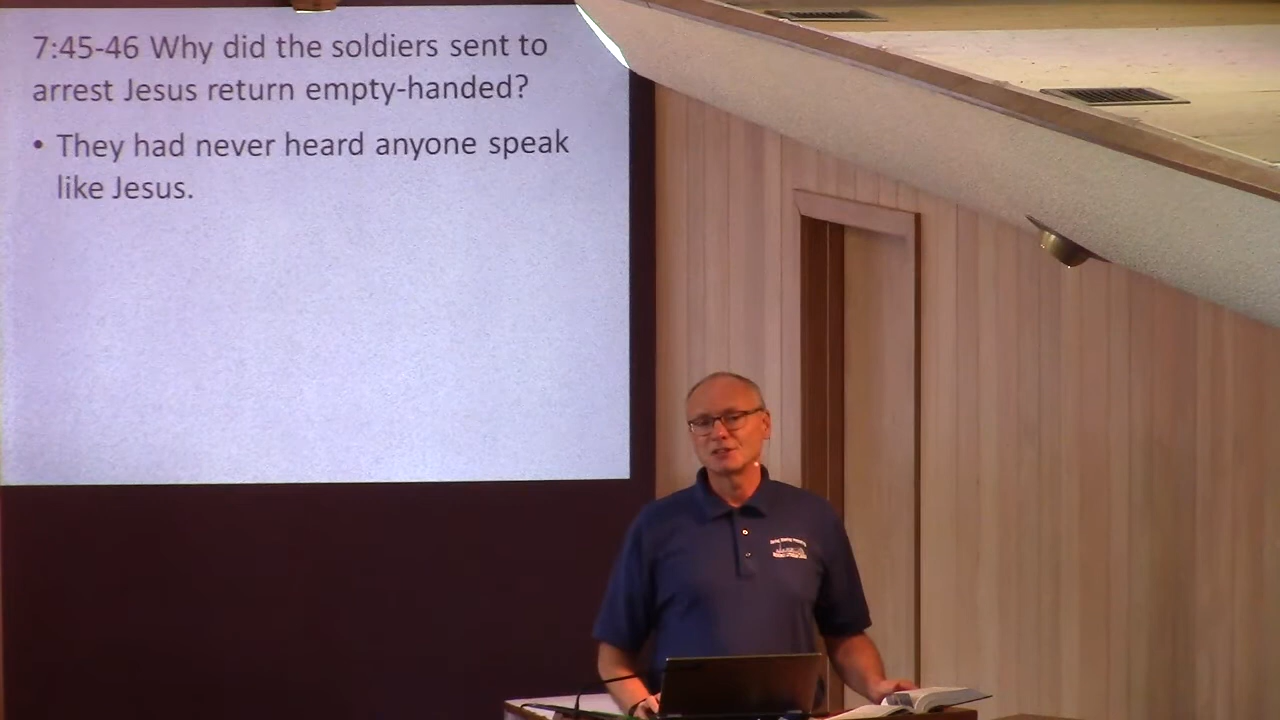 7:45-46 Why did the soldiers sent to
arrest Jesus return empty-handed?
• They had never heard anyone speak
like Jesus.